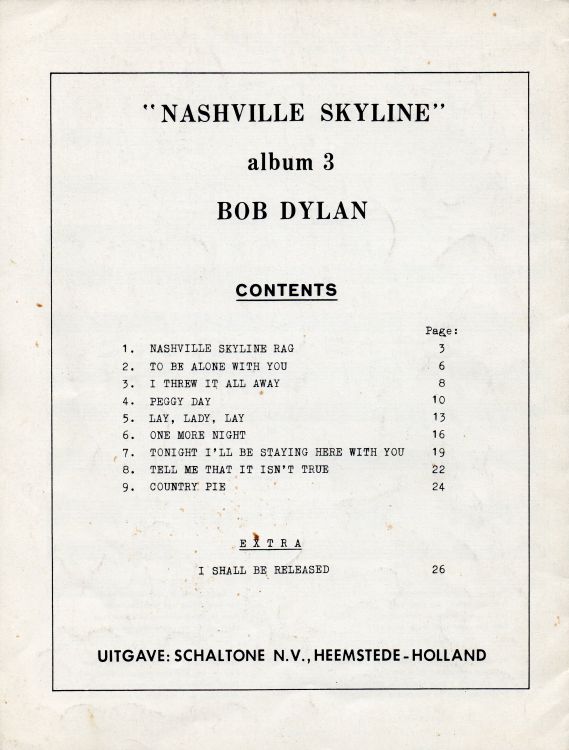 "NASHVILLE SKYLINE"
album 3
BOB DYLAN
CONTENTS
Page:
1. NASHVILLE SKYLINE RAG 3
2. TO BE ALONE WITH YOU 6
3. I THREW IT ALL AWAY 8
4. PEGGY DAY 10
5. LAY, LADY, LAY 13
6. ONE MORE NIGHT 16
7. TONIGHT I'LL BE STAYING HERE WITH YOU 19
8. TELL ME THAT IT ISN'T TRUE 22
9. COUNTRY PIE 24
EXTRA
I SHALL BE RELEASED 26
UITGAVE: SCHALTONE N.V., HEEMSTEDE-HOLLAND